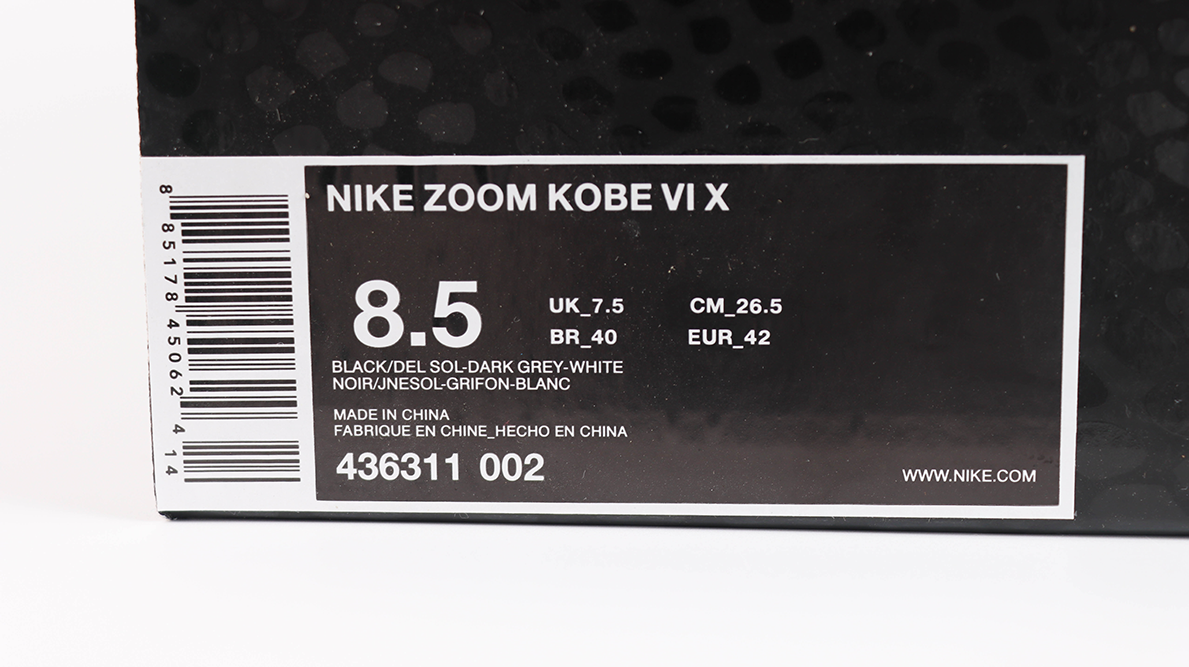 8 85178 45062 4 14
NIKE ZOOM KOBE VI X
8.5
UK_7.5 CM_26.5
BR_40 EUR_42
BLACK/DEL SOL-DARK GREY-WHITE
NOIR/JNESOL-GRIFON-BLANC
MADE IN CHINA
FABRIQUE EN CHINE_HECHO EN CHINA
436311 002
WWW.NIKE.COM